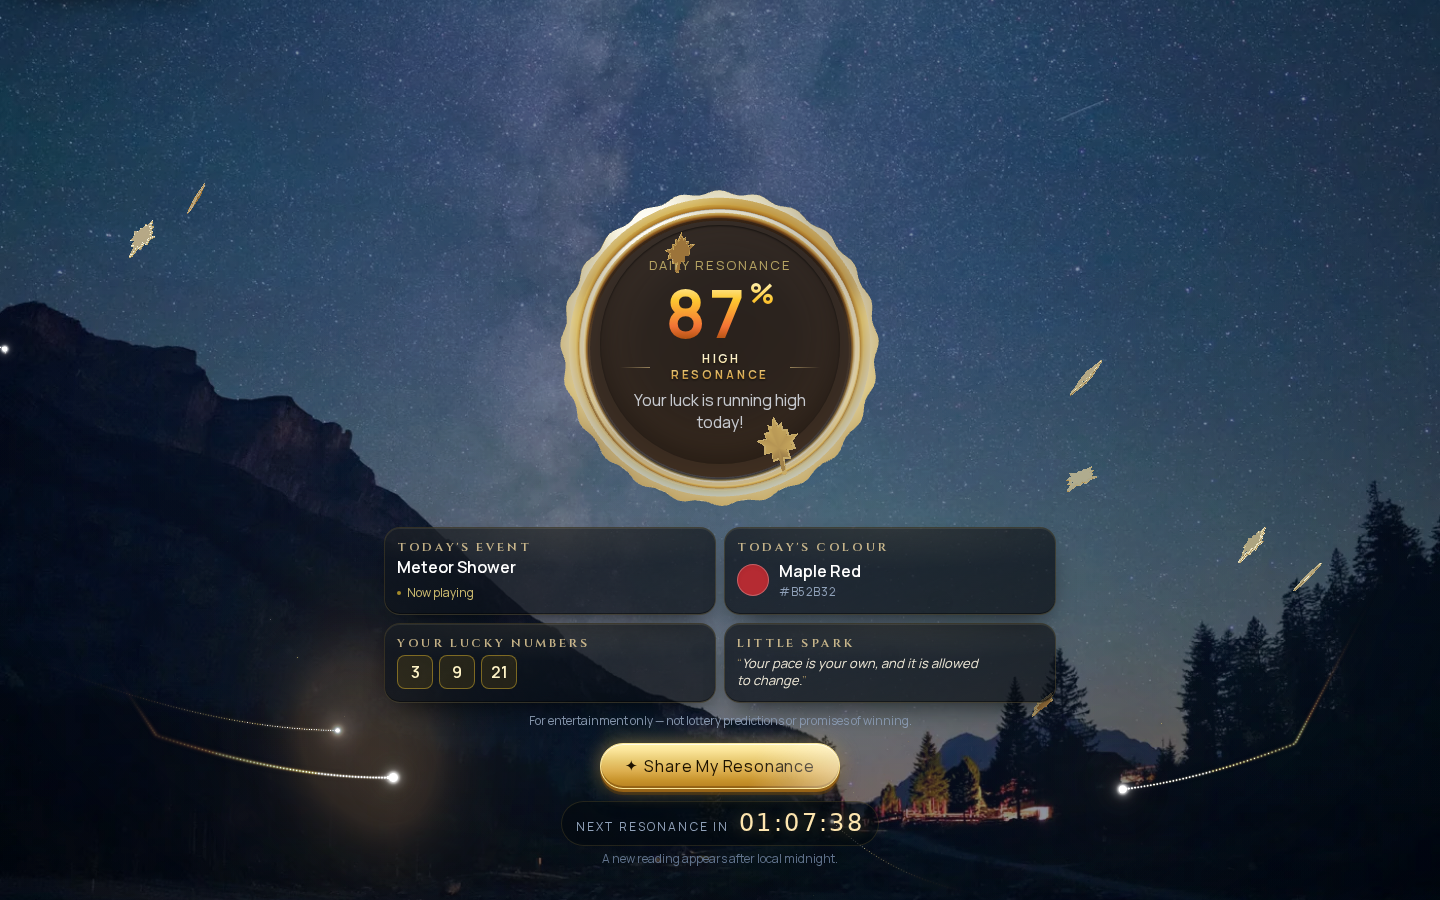 DAILY RESONANCE
87%
HIGH
RESONANCE
Your luck is running high
today!
TODAY'S EVENT
Meteor Shower
Now playing
TODAY'S COLOUR
Maple Red
#B52B32
YOUR LUCKY NUMBERS
3 9 21
LITTLE SPARK
"Your pace is your own, and it is allowed
to change."
For entertainment only — not lottery predictions or promises of winning.
✦ Share My Resonance
NEXT RESONANCE IN 01:07:38
A new reading appears after local midnight.